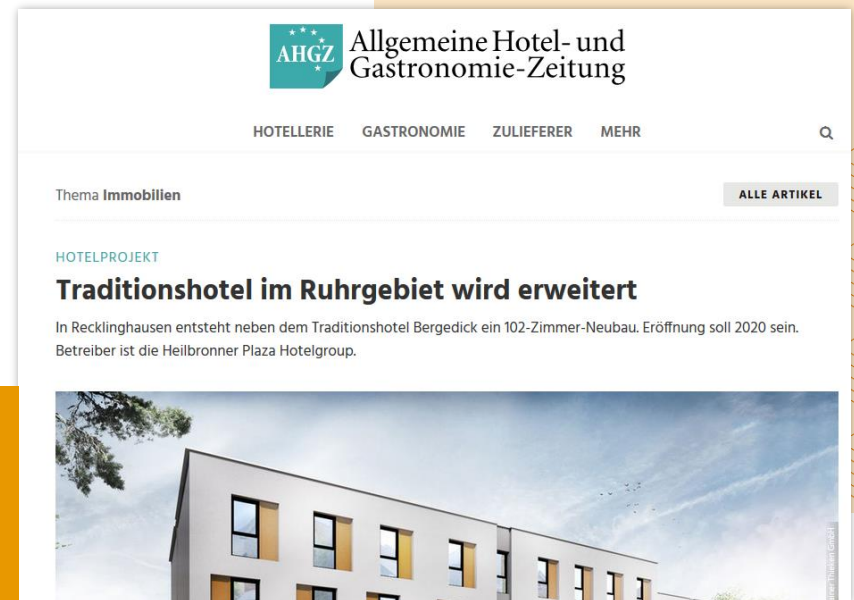 AHGZ
Allgemeine Hotel- und
Gastronomie-Zeitung
HOTELLERIE GASTRONOMIE ZULIEFERER MEHR
Thema Immobilien
ALLE ARTIKEL
HOTELPROJEKT
Traditionshotel im Ruhrgebiet wird erweitert
In Recklinghausen entsteht neben dem Traditionshotel Bergedick ein 102-Zimmer-Neubau. Eröffnung soll 2020 sein.
Betreiber ist die Heilbronner Plaza Hotelgroup.
GmbH